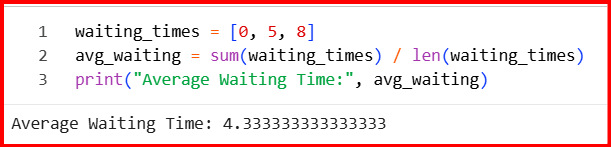 1 waiting_times = [0, 5, 8]
2 avg_waiting = sum(waiting_times) / len(waiting_times)
3 print("Average Waiting Time:", avg_waiting)
Average Waiting Time: 4.333333333333333